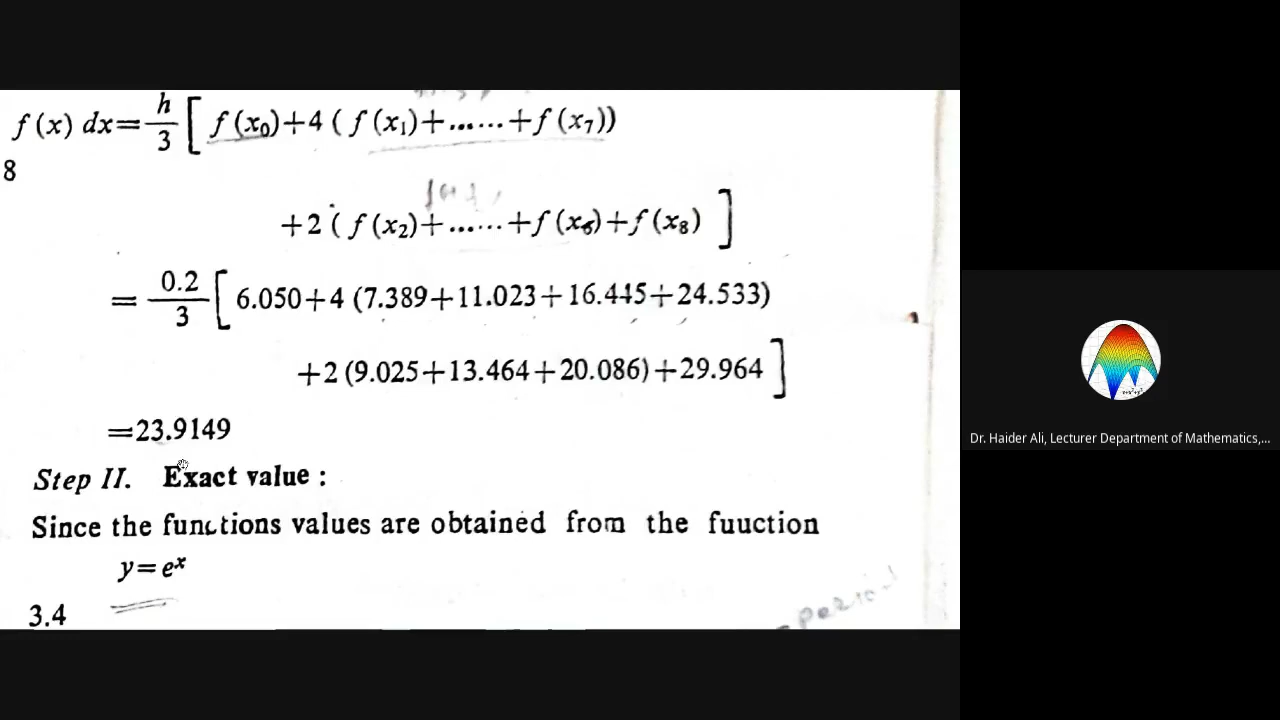 f (x) dx = h/3 [ f (x₀) + 4 ( f (x₁) + ...... + f (x₇))
8
+2 ( f (x₂) + ...... + f (x₆) + f (x₈) ]
= 0.2/3 [ 6.050+4 (7.389+11.023+16.445+24.533)
+2 (9.025+13.464+20.086)+29.964 ]
=23.9149
Step II. Exact value :
Since the functions values are obtained from the fuuction
y=eˣ
3.4
Dr. Haider Ali, Lecturer Department of Mathematics,...